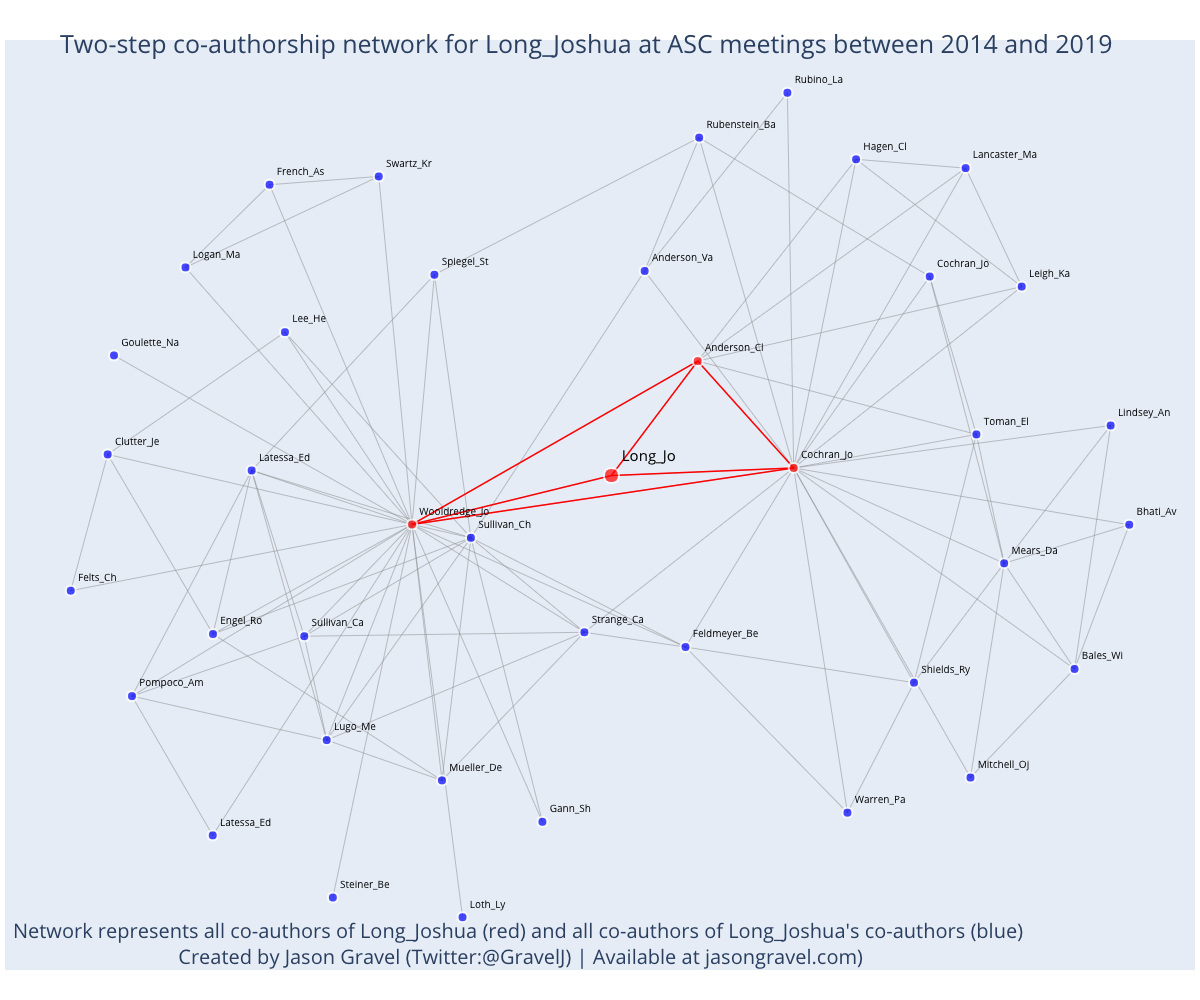 Two-step co-authorship network for Long_Joshua at ASC meetings between 2014 and 2019
Rubino_La
Rubenstein_Ba
Hagen_Cl
Lancaster_Ma
Swartz_Kr
French_As
Logan_Ma
Spiegel_St
Anderson_Va
Cochran_Jo
Leigh_Ka
Lee_He
Goulette_Na
Anderson_Cl
Lindsey_An
Toman_El
Clutter_Je
Latessa_Ed
Long_Jo
Cochran_Jo
Wooldredge_Jo
Sullivan_Ch
Bhati_Av
Mears_Da
Felts_Ch
Engel_Ro
Sullivan_Ca
Strange_Ca
Feldmeyer_Be
Bales_Wi
Shields_Ry
Pompoco_Am
Lugo_Me
Mueller_De
Mitchell_Oj
Warren_Pa
Gann_Sh
Latessa_Ed
Steiner_Be
Loth_Ly
Network represents all co-authors of Long_Joshua (red) and all co-authors of Long_Joshua's co-authors (blue)
Created by Jason Gravel (Twitter:@GravelJ) | Available at jasongravel.com)